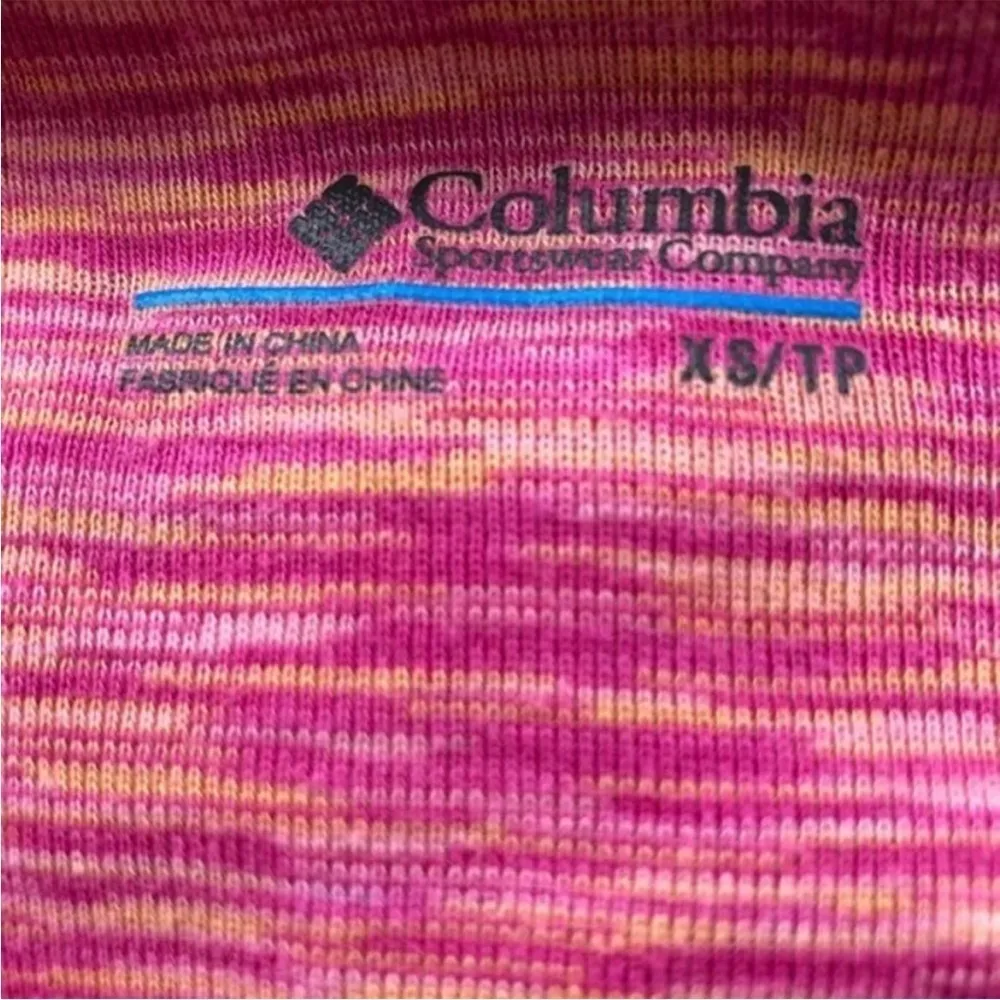 Columbia
Sportswear Company
MADE IN CHINA
FABRIQUÉ EN CHINE
XS/TP